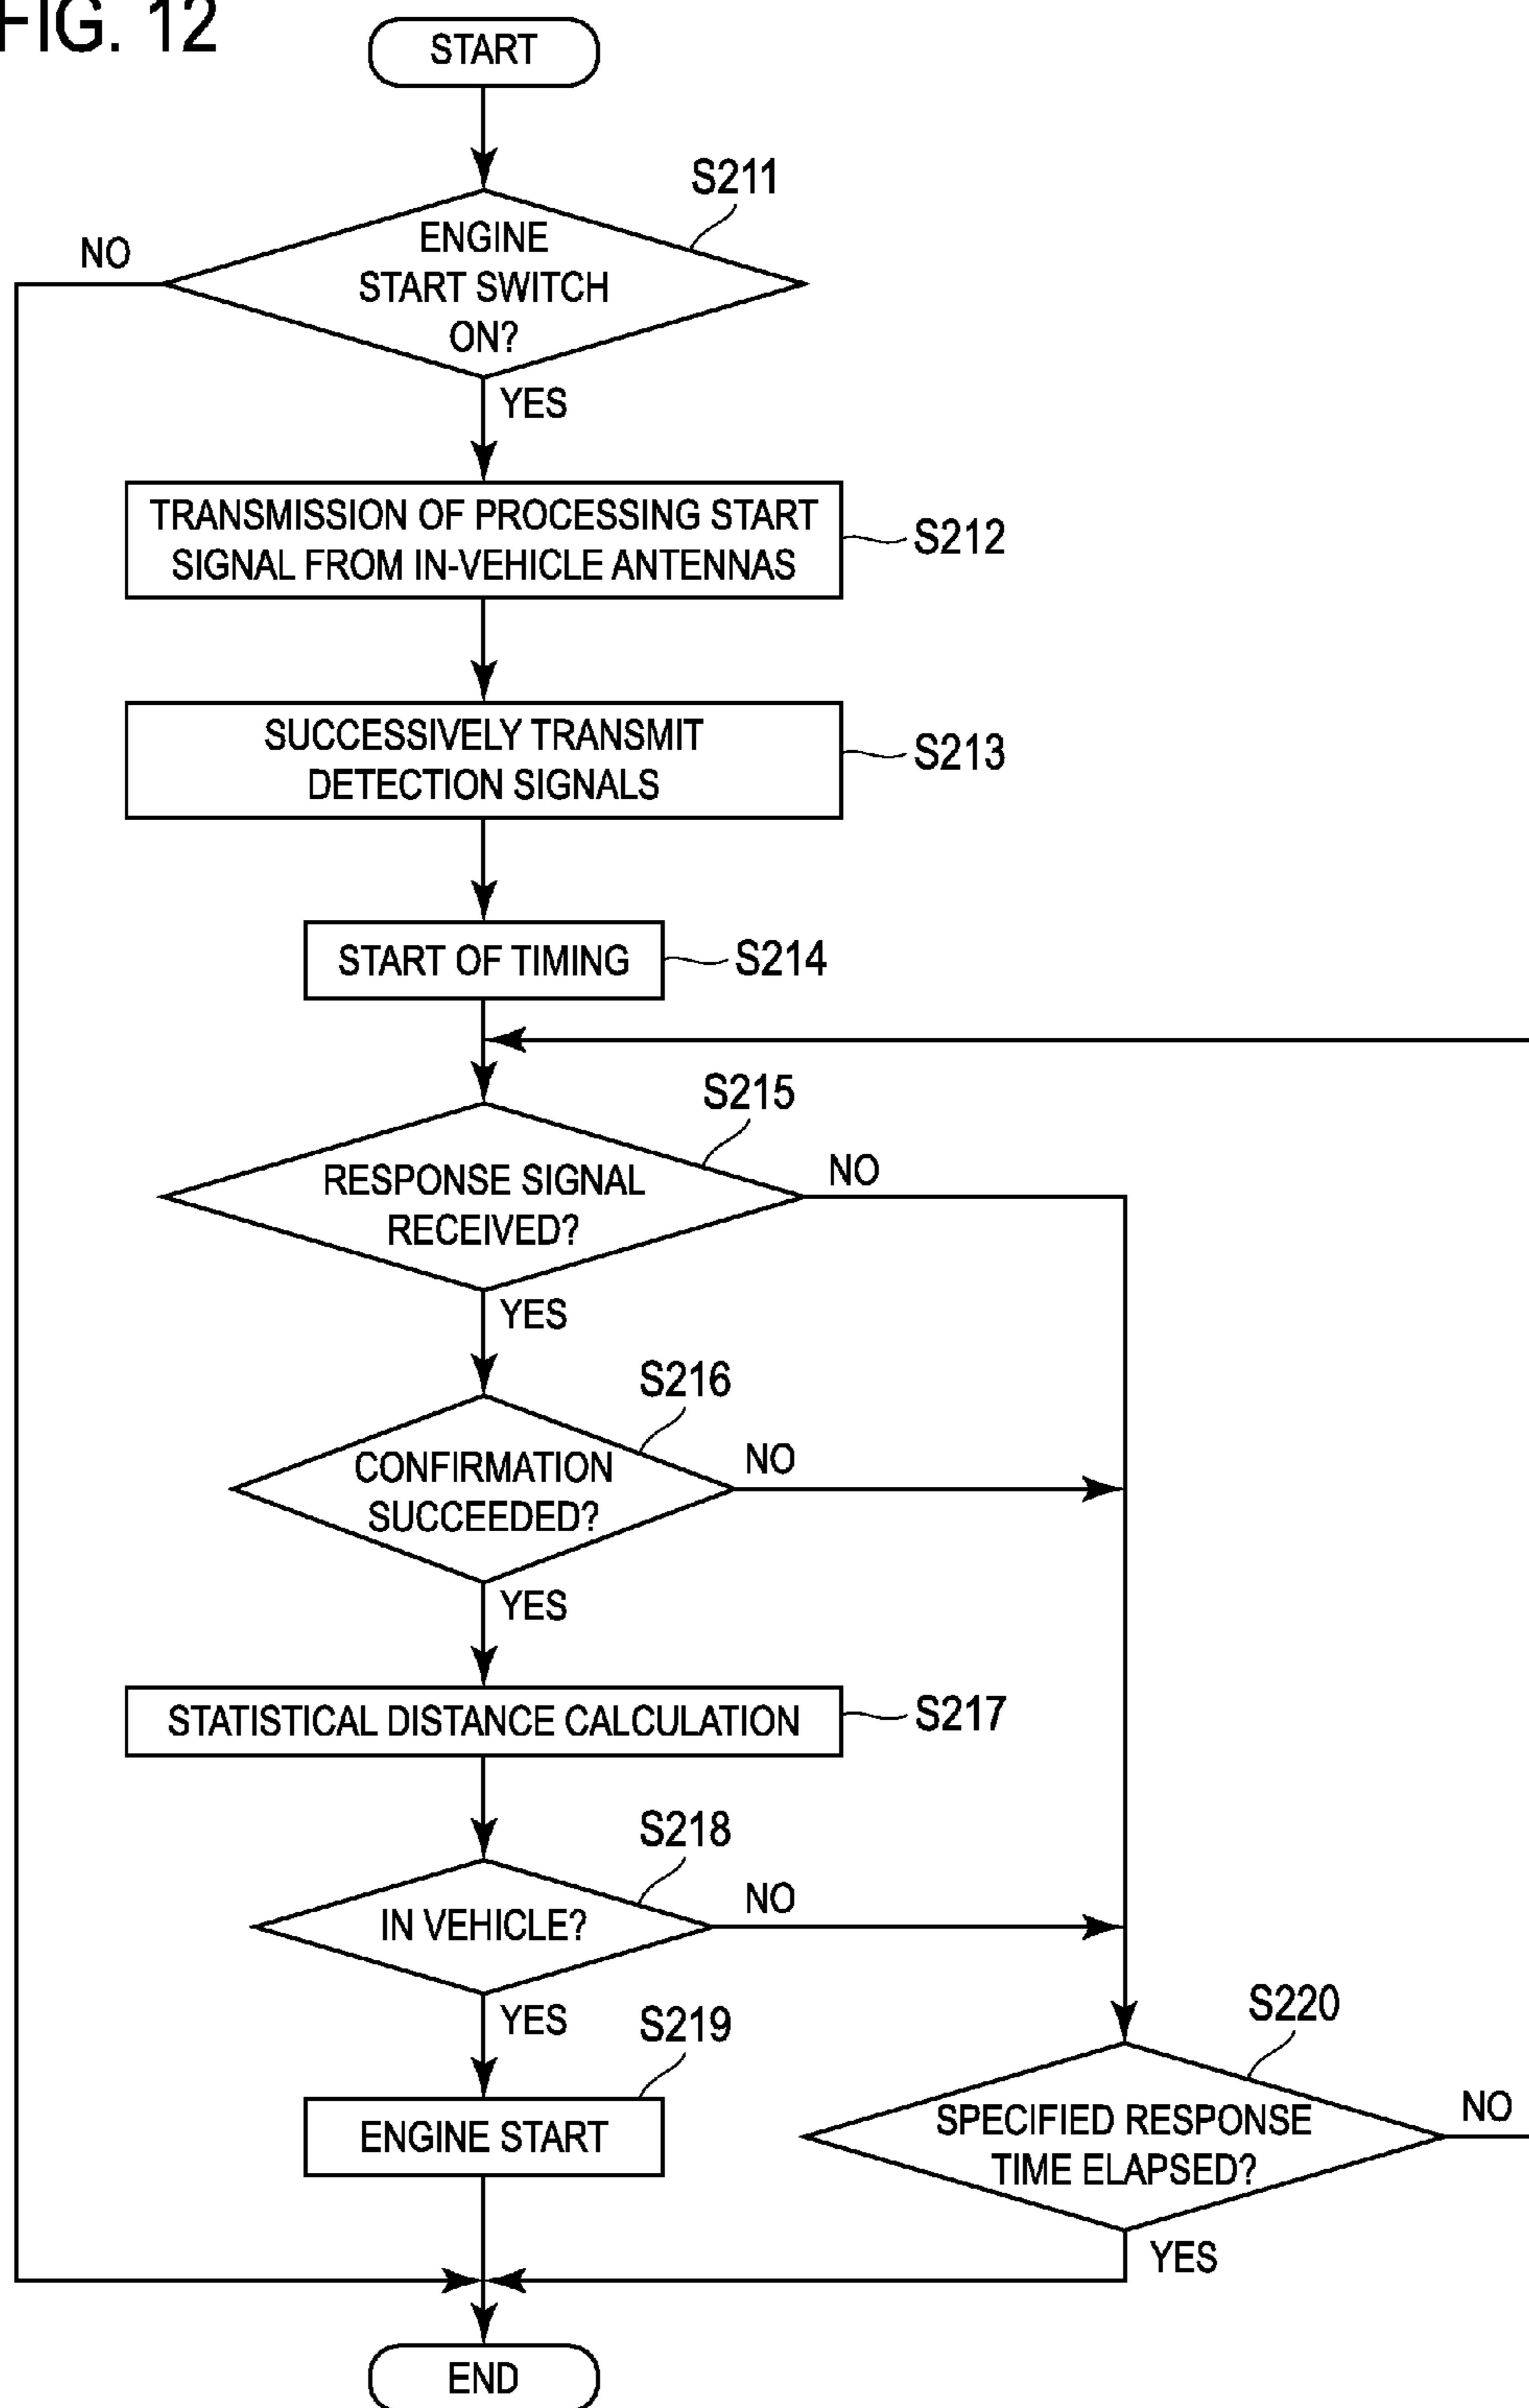 FIG. 12
START
S211
NO
ENGINE
START SWITCH
ON?
YES
TRANSMISSION OF PROCESSING START
SIGNAL FROM IN-VEHICLE ANTENNAS
S212
SUCCESSIVELY TRANSMIT
DETECTION SIGNALS
S213
START OF TIMING
S214
S215
RESPONSE SIGNAL
RECEIVED?
NO
YES
S216
CONFIRMATION
SUCCEEDED?
NO
YES
STATISTICAL DISTANCE CALCULATION
S217
S218
IN VEHICLE?
NO
YES
S219
ENGINE START
S220
SPECIFIED RESPONSE
TIME ELAPSED?
NO
YES
END